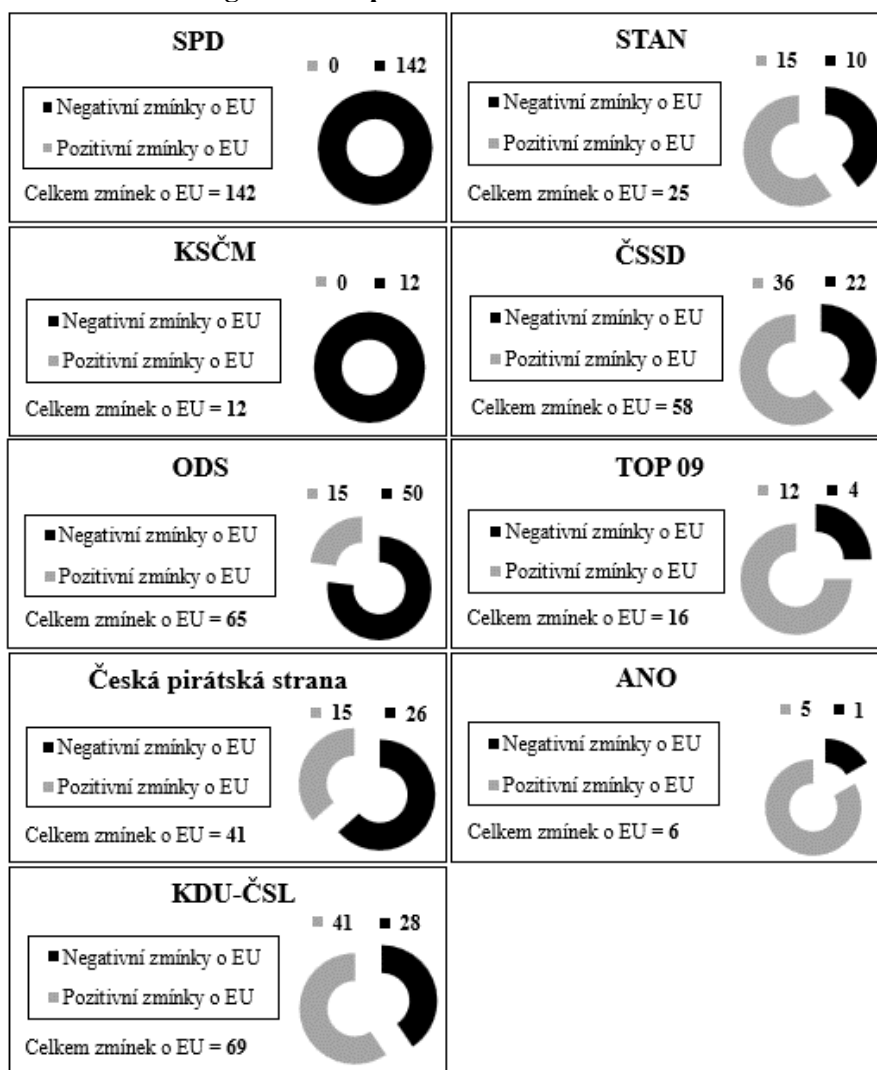 SPD
0 142
Negativní zmínky o EU
Pozitivní zmínky o EU
Celkem zmínek o EU = 142
STAN
15 10
Negativní zmínky o EU
Pozitivní zmínky o EU
Celkem zmínek o EU = 25
KSČM
0 12
Negativní zmínky o EU
Pozitivní zmínky o EU
Celkem zmínek o EU = 12
ČSSD
36 22
Negativní zmínky o EU
Pozitivní zmínky o EU
Celkem zmínek o EU = 58
ODS
15 50
Negativní zmínky o EU
Pozitivní zmínky o EU
Celkem zmínek o EU = 65
TOP 09
12 4
Negativní zmínky o EU
Pozitivní zmínky o EU
Celkem zmínek o EU = 16
Česká pirátská strana
15 26
Negativní zmínky o EU
Pozitivní zmínky o EU
Celkem zmínek o EU = 41
ANO
5 1
Negativní zmínky o EU
Pozitivní zmínky o EU
Celkem zmínek o EU = 6
KDU-ČSL
41 28
Negativní zmínky o EU
Pozitivní zmínky o EU
Celkem zmínek o EU = 69